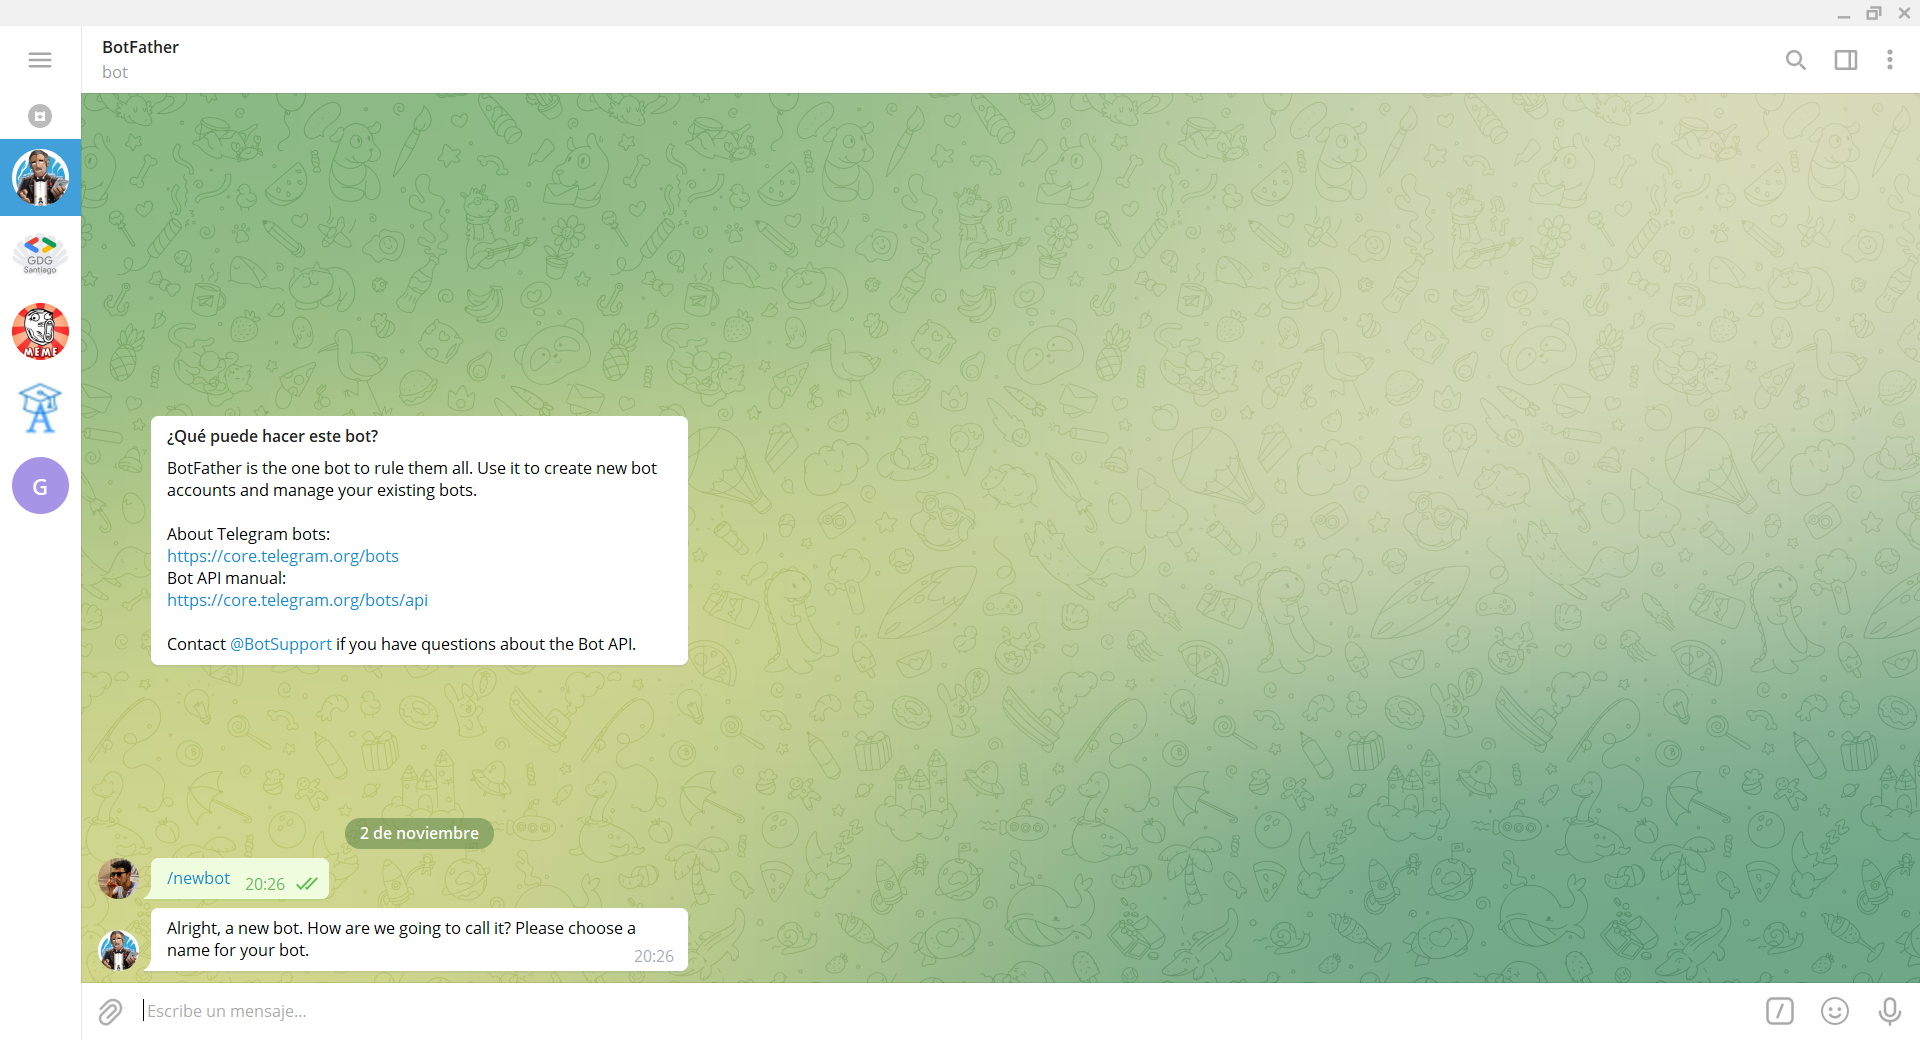 BotFather
bot
GDG
Santiago
MEME
G
¿Qué puede hacer este bot?
BotFather is the one bot to rule them all. Use it to create new bot
accounts and manage your existing bots.
About Telegram bots:
https://core.telegram.org/bots
Bot API manual:
https://core.telegram.org/bots/api
Contact @BotSupport if you have questions about the Bot API.
2 de noviembre
/newbot 20:26
Alright, a new bot. How are we going to call it? Please choose a
name for your bot.
20:26
Escribe un mensaje...